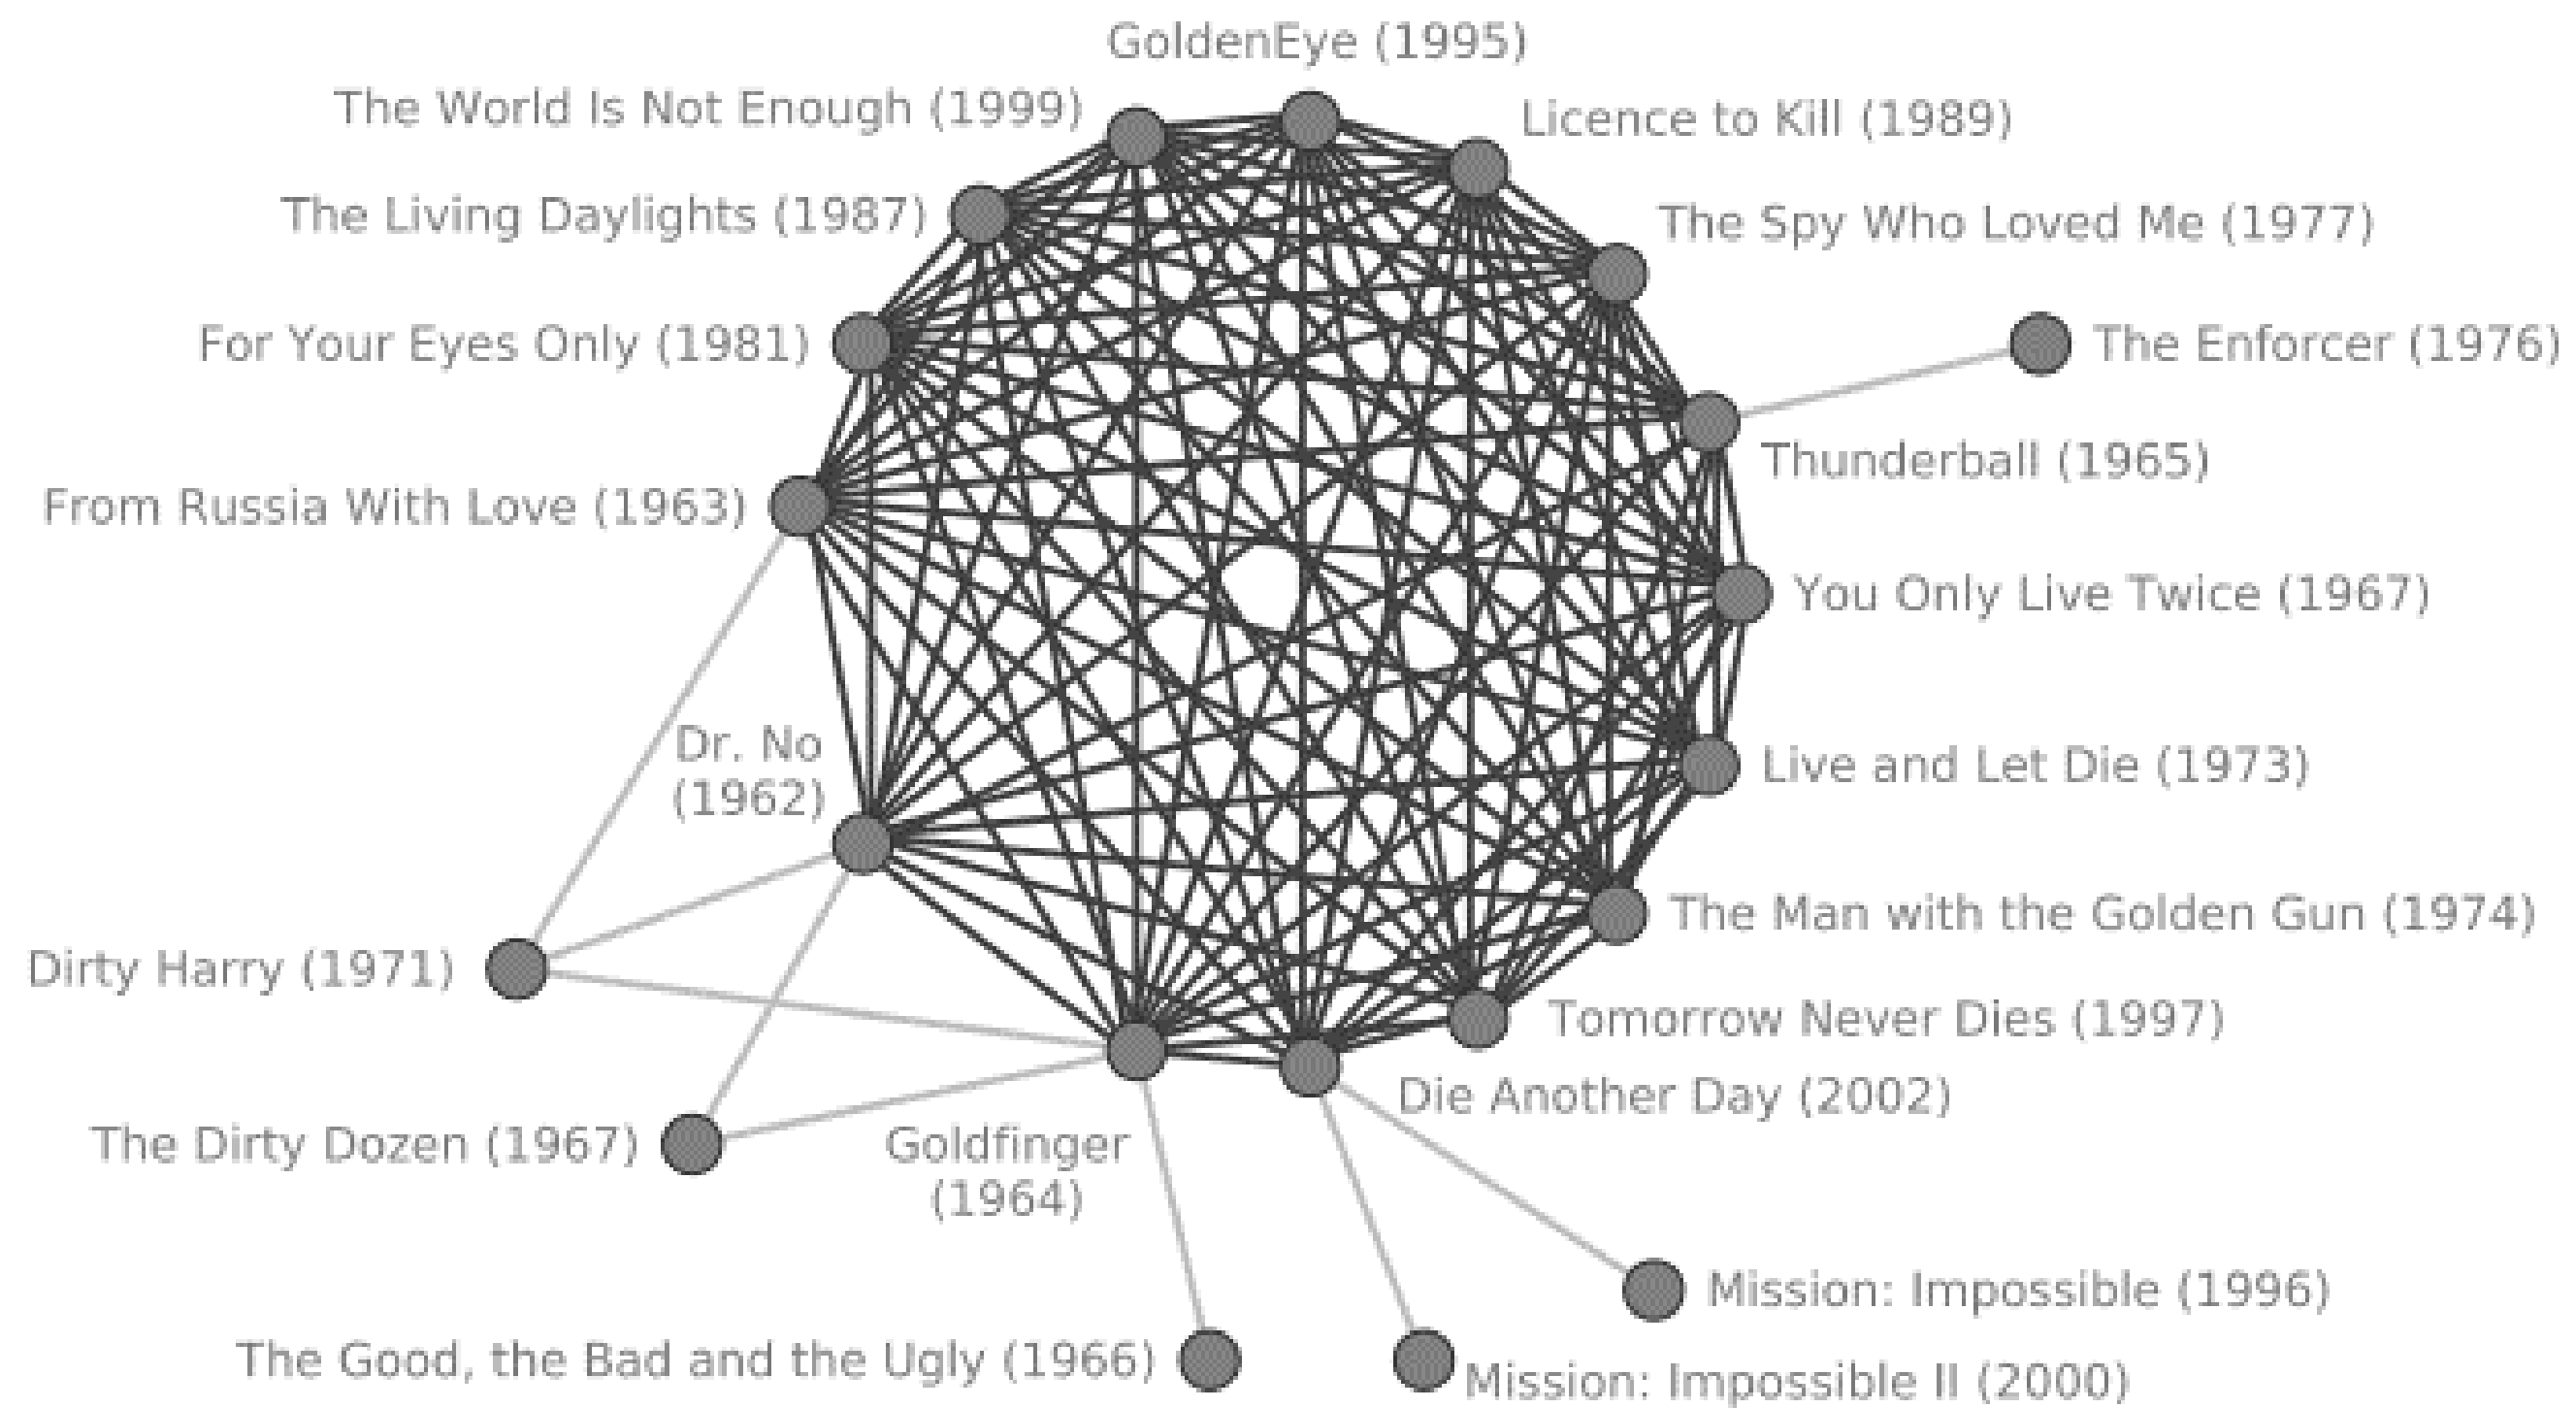 GoldenEye (1995)
The World Is Not Enough (1999)
Licence to Kill (1989)
The Living Daylights (1987)
The Spy Who Loved Me (1977)
For Your Eyes Only (1981)
The Enforcer (1976)
Thunderball (1965)
From Russia With Love (1963)
You Only Live Twice (1967)
Dr. No
(1962)
Live and Let Die (1973)
The Man with the Golden Gun (1974)
Dirty Harry (1971)
Tomorrow Never Dies (1997)
Die Another Day (2002)
The Dirty Dozen (1967)
Goldfinger
(1964)
Mission: Impossible (1996)
The Good, the Bad and the Ugly (1966)
Mission: Impossible II (2000)